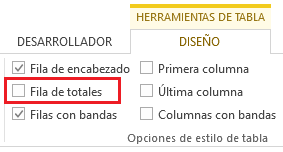 HERRAMIENTAS DE TABLA
DESARROLLADOR DISEÑO
Fila de encabezado Primera columna
Fila de totales Última columna
Filas con bandas Columnas con bandas
Opciones de estilo de tabla